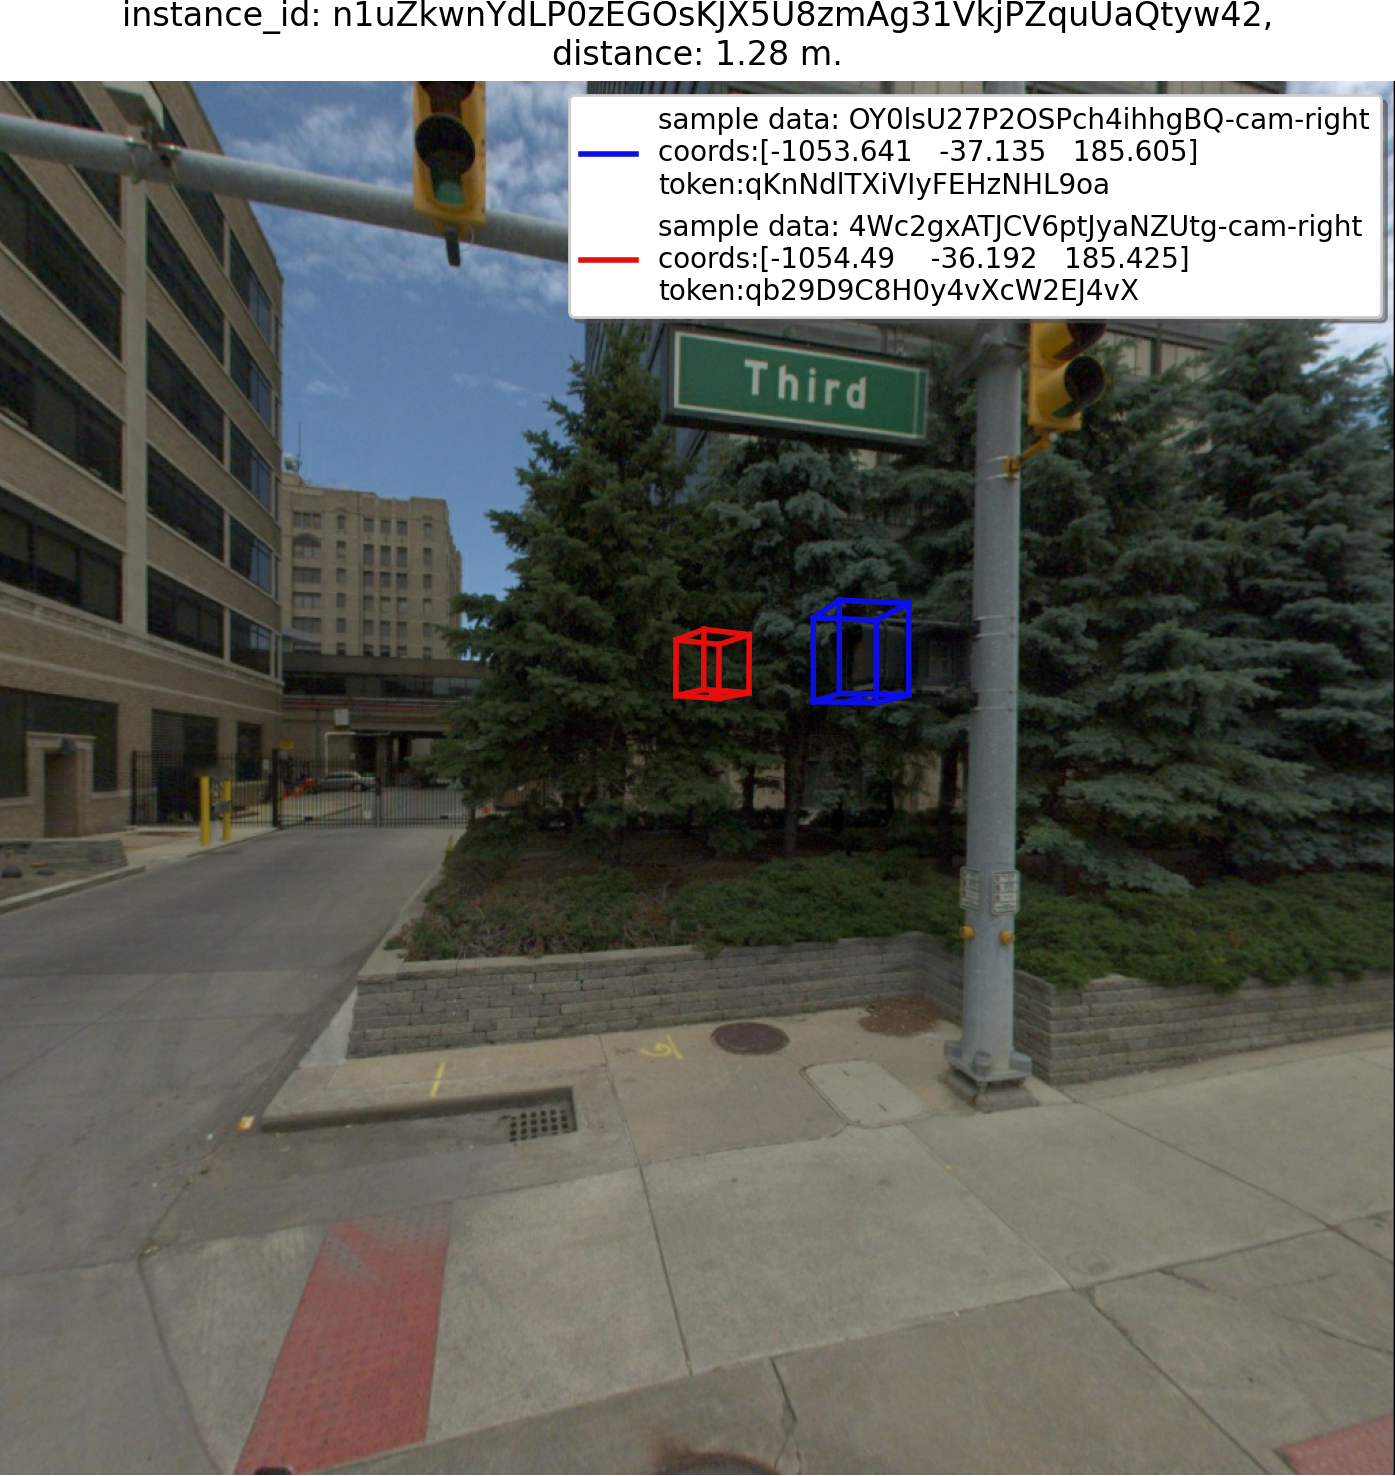 instance_id: n1uZkwnYdLP0zEGOsKJX5U8zmAg31VkjPZquUaQtyw42,
distance: 1.28 m.
sample data: OY0lsU27P2OSPch4ihhgBQ-cam-right
coords:[-1053.641 -37.135 185.605]
token:qKnNdlTXiVIyFEHzNHL9oa
sample data: 4Wc2gxATJCV6ptJyaNZUtg-cam-right
coords:[-1054.49 -36.192 185.425]
token:qb29D9C8H0y4vXcW2EJ4vX
Third